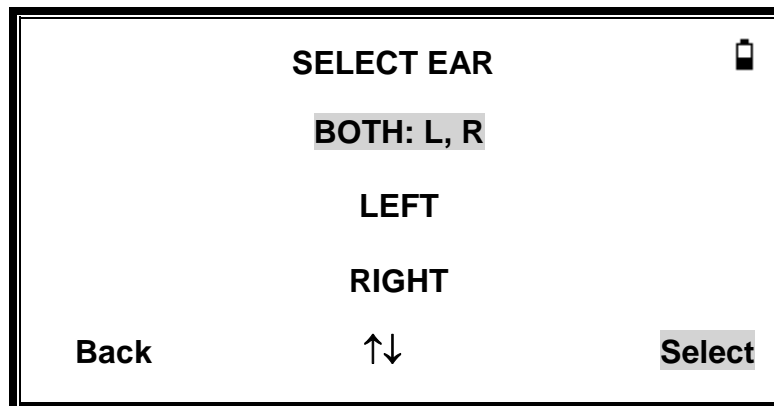 SELECT EAR
BOTH: L, R
LEFT
RIGHT
Back ↑↓ Select